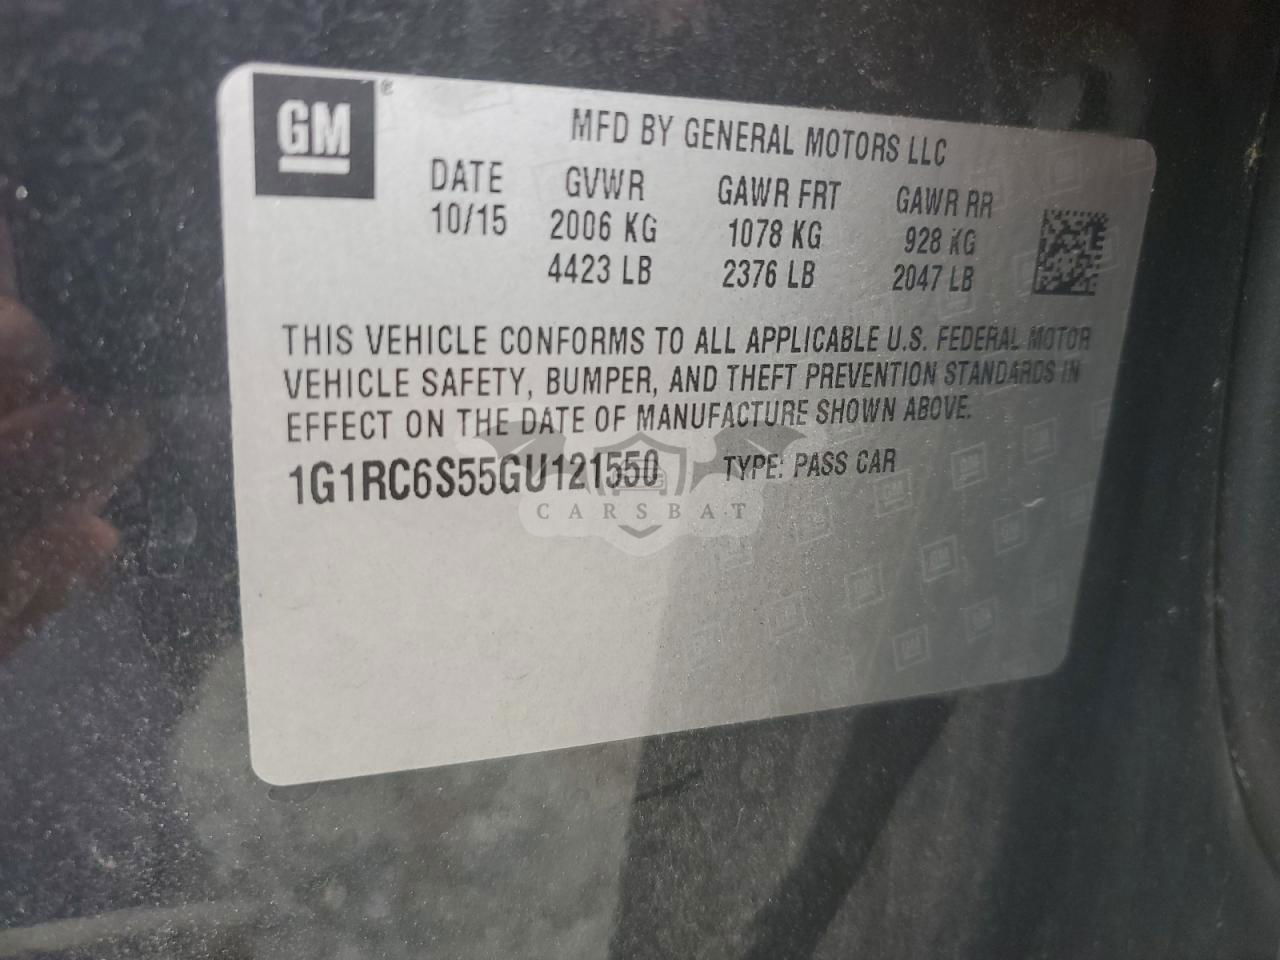 GM ®
MFD BY GENERAL MOTORS LLC
DATE GVWR GAWR FRT GAWR RR
10/15 2006 KG 1078 KG 928 KG
4423 LB 2376 LB 2047 LB
THIS VEHICLE CONFORMS TO ALL APPLICABLE U.S. FEDERAL MOTOR
VEHICLE SAFETY, BUMPER, AND THEFT PREVENTION STANDARDS IN
EFFECT ON THE DATE OF MANUFACTURE SHOWN ABOVE.
1G1RC6S55GU121550 TYPE: PASS CAR
CARSBAT